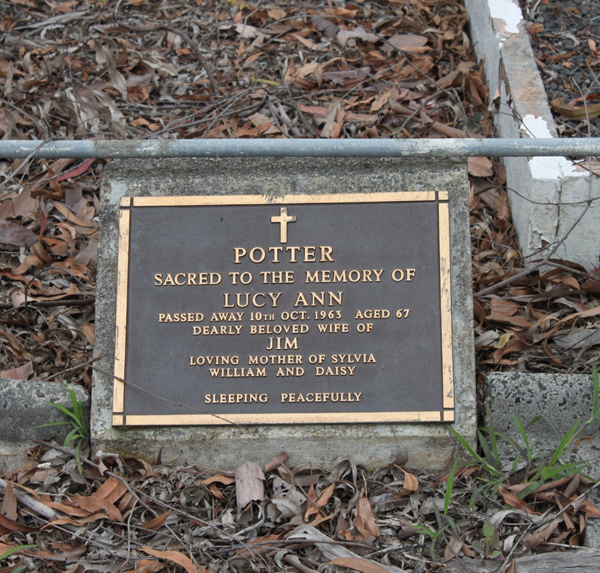 POTTER
SACRED TO THE MEMORY OF
LUCY ANN
PASSED AWAY 10TH OCT. 1963 AGED 67
DEARLY BELOVED WIFE OF
JIM
LOVING MOTHER OF SYLVIA
WILLIAM AND DAISY
SLEEPING PEACEFULLY